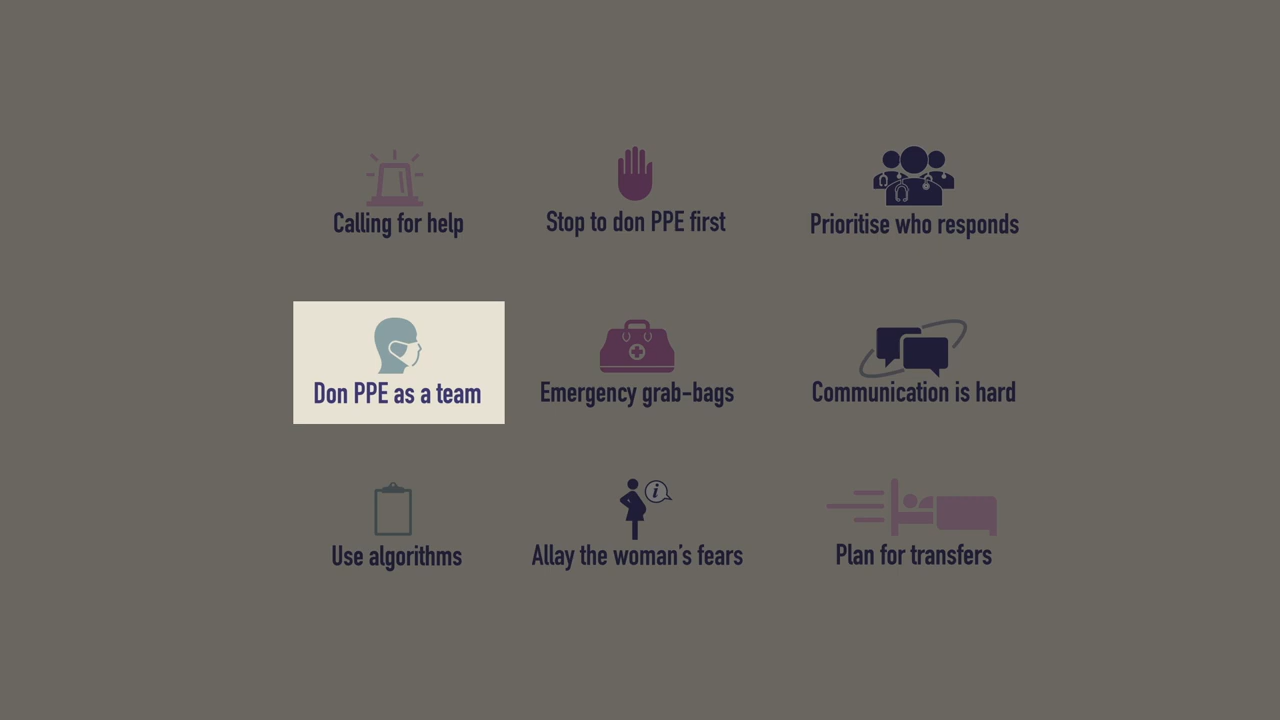 Calling for help
Stop to don PPE first
Prioritise who responds
Don PPE as a team
Emergency grab-bags
Communication is hard
Use algorithms
i
Allay the woman's fears
Plan for transfers